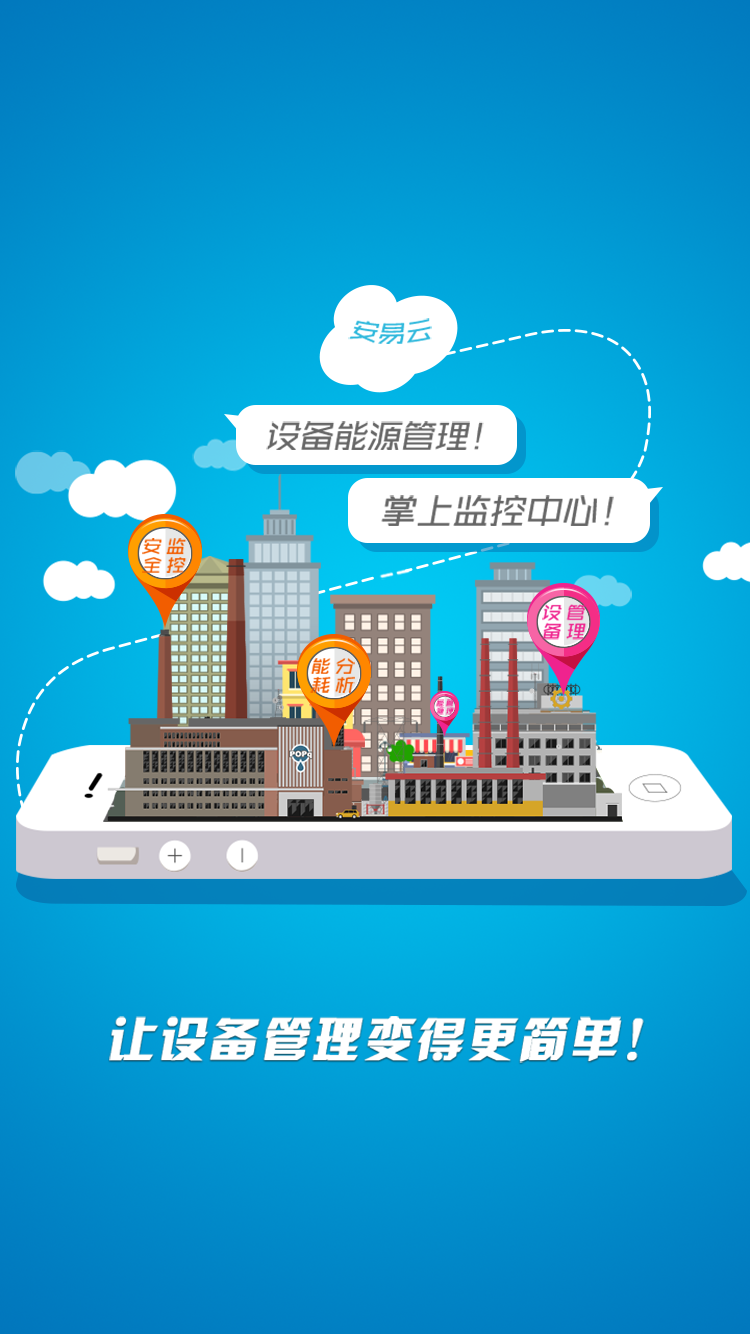 安易云
设备能源管理！
掌上监控中心！
安全
监控
能耗
分析
设备
管理
POPS
让设备管理变得更简单！